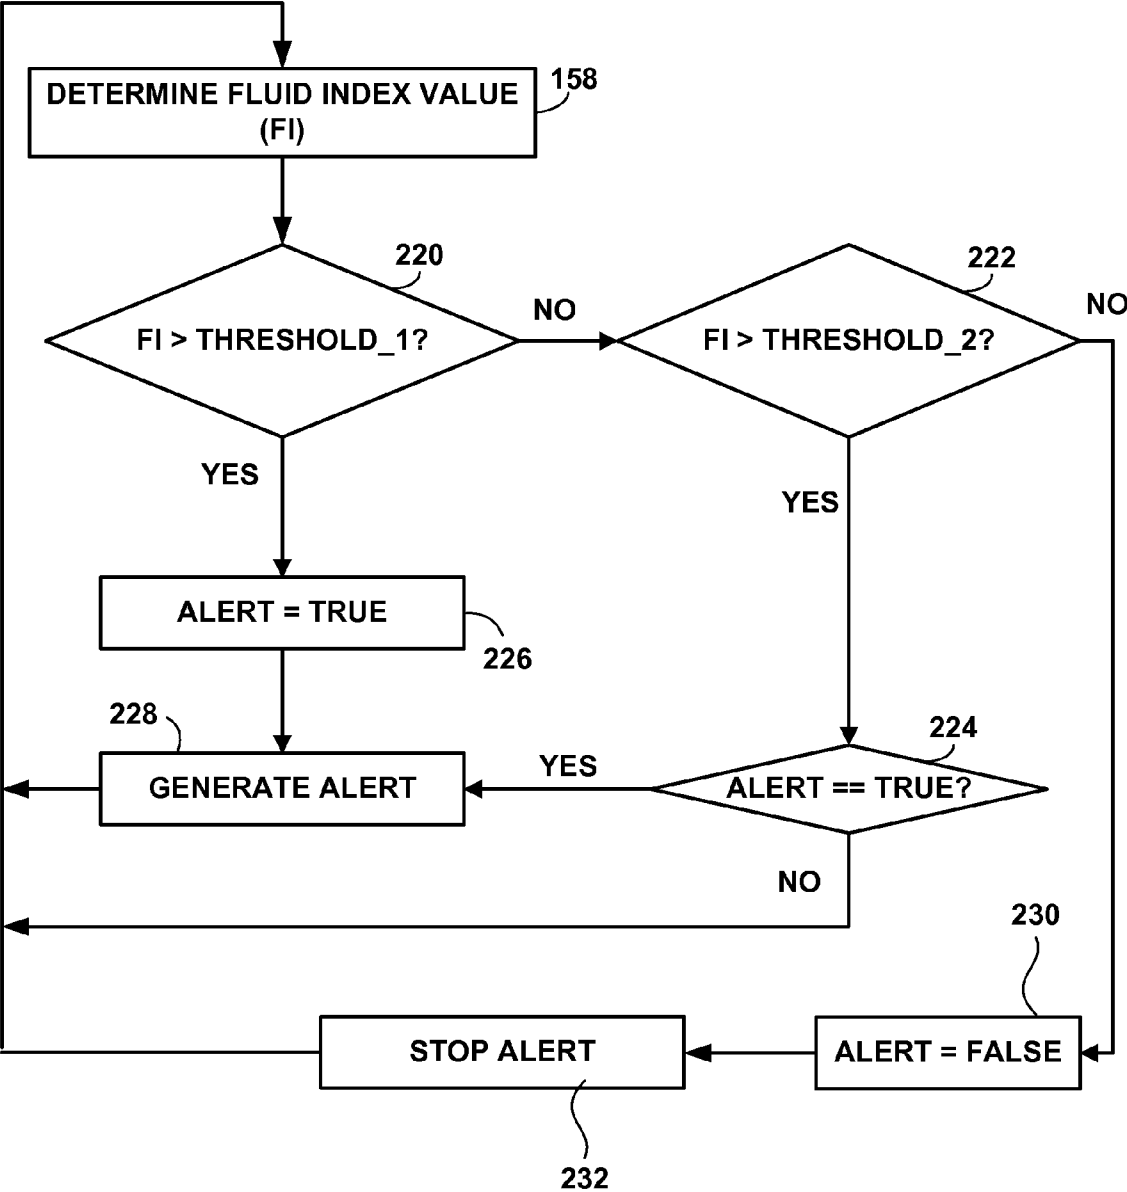 158
DETERMINE FLUID INDEX VALUE
(FI)
220
222
NO
NO
FI > THRESHOLD_1?
FI > THRESHOLD_2?
YES
YES
ALERT = TRUE
226
228
224
YES
GENERATE ALERT
ALERT == TRUE?
NO
230
STOP ALERT
ALERT = FALSE
232